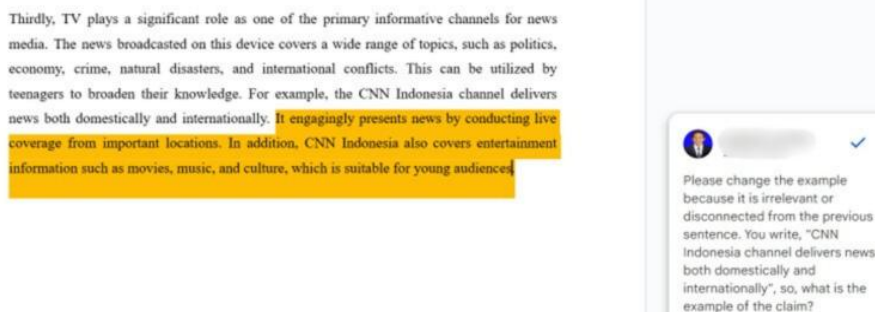 Thirdly, TV plays a significant role as one of the primary informative channels for news
media. The news broadcasted on this device covers a wide range of topics, such as politics,
economy, crime, natural disasters, and international conflicts. This can be utilized by
teenagers to broaden their knowledge. For example, the CNN Indonesia channel delivers
news both domestically and internationally. It engagingly presents news by conducting live
coverage from important locations. In addition, CNN Indonesia also covers entertainment
information such as movies, music, and culture, which is suitable for young audiences
Please change the example
because it is irrelevant or
disconnected from the previous
sentence. You write, "CNN
Indonesia channel delivers news
both domestically and
internationally", so, what is the
example of the claim?